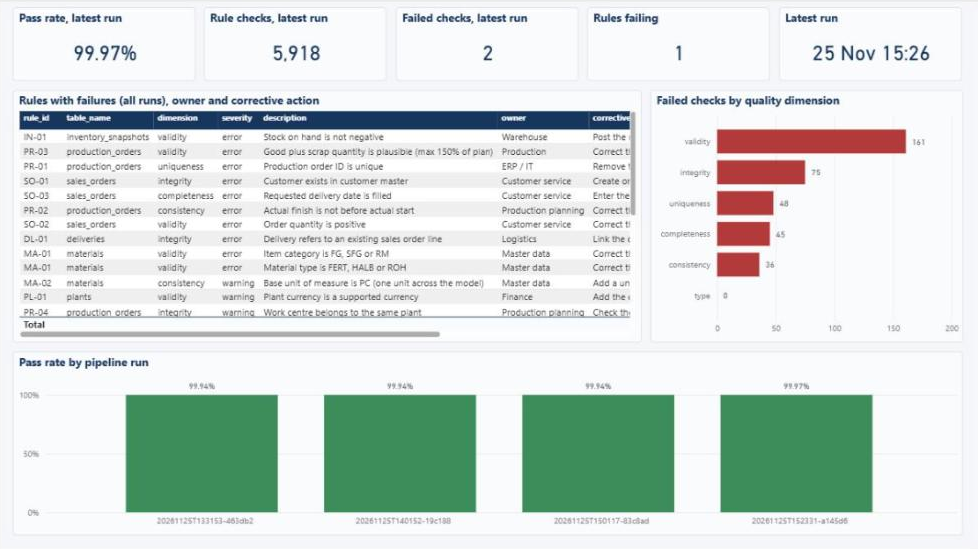 Pass rate, latest run
99.97%
Rule checks, latest run
5,918
Failed checks, latest run
2
Rules failing
1
Latest run
25 Nov 15:26
Rules with failures (all runs), owner and corrective action
rule_id table_name dimension severity description owner corrective
IN-01 inventory_snapshots validity error Stock on hand is not negative Warehouse Post the
PR-03 production_orders validity error Good plus scrap quantity is plausible (max 150% of plan) Production Correct t
PR-01 production_orders uniqueness error Production order ID is unique ERP / IT Remove
SO-01 sales_orders integrity error Customer exists in customer master Customer service Create or
SO-03 sales_orders completeness error Requested delivery date is filled Customer service Enter the
PR-02 production_orders consistency error Actual finish is not before actual start Production planning Correct t
SO-02 sales_orders validity error Order quantity is positive Customer service Correct t
DL-01 deliveries integrity error Delivery refers to an existing sales order line Logistics Link the
MA-01 materials validity error Item category is FG, SFG or RM Master data Correct t
MA-01 materials validity error Material type is FERT, HALB or ROH Master data Correct t
MA-02 materials consistency warning Base unit of measure is PC (one unit across the model) Master data Add a un
PL-01 plants validity warning Plant currency is a supported currency Finance Add the
PR-04 production_orders integrity warning Work centre belongs to the same plant Production planning Check th
Total
Failed checks by quality dimension
validity 161
integrity 75
uniqueness 48
completeness 45
consistency 36
type 0
0 50 100 150 200
Pass rate by pipeline run
99.94% 99.94% 99.94% 99.97%
100%
50%
0%
20261125T133153-463db2 20261125T140152-19c188 20261125T150117-83c8ad 20261125T152331-a145d6